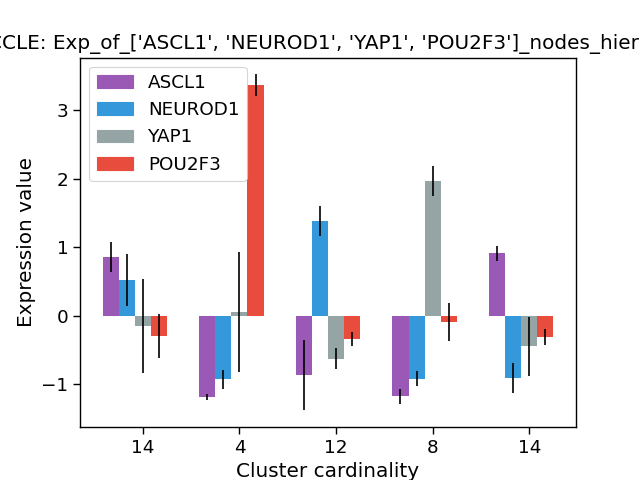 CCLE: Exp_of_['ASCL1', 'NEUROD1', 'YAP1', 'POU2F3']_nodes_hier
ASCL1
NEUROD1
YAP1
POU2F3
Expression value
3
2
1
0
−1
14 4 12 8 14
Cluster cardinality